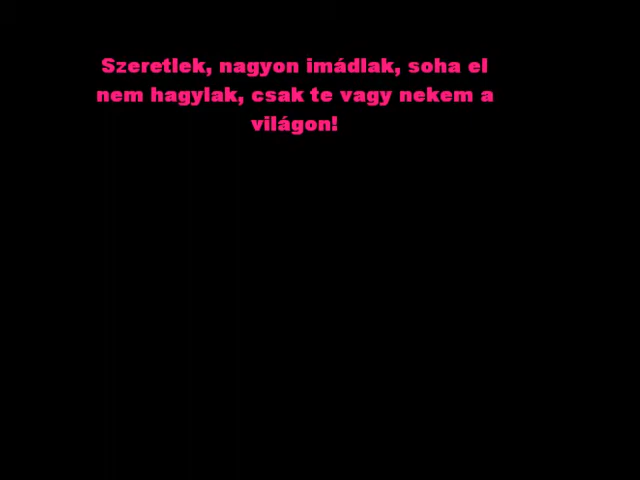 Szeretlek, nagyon imádlak, soha el
nem hagylak, csak te vagy nekem a
világon!